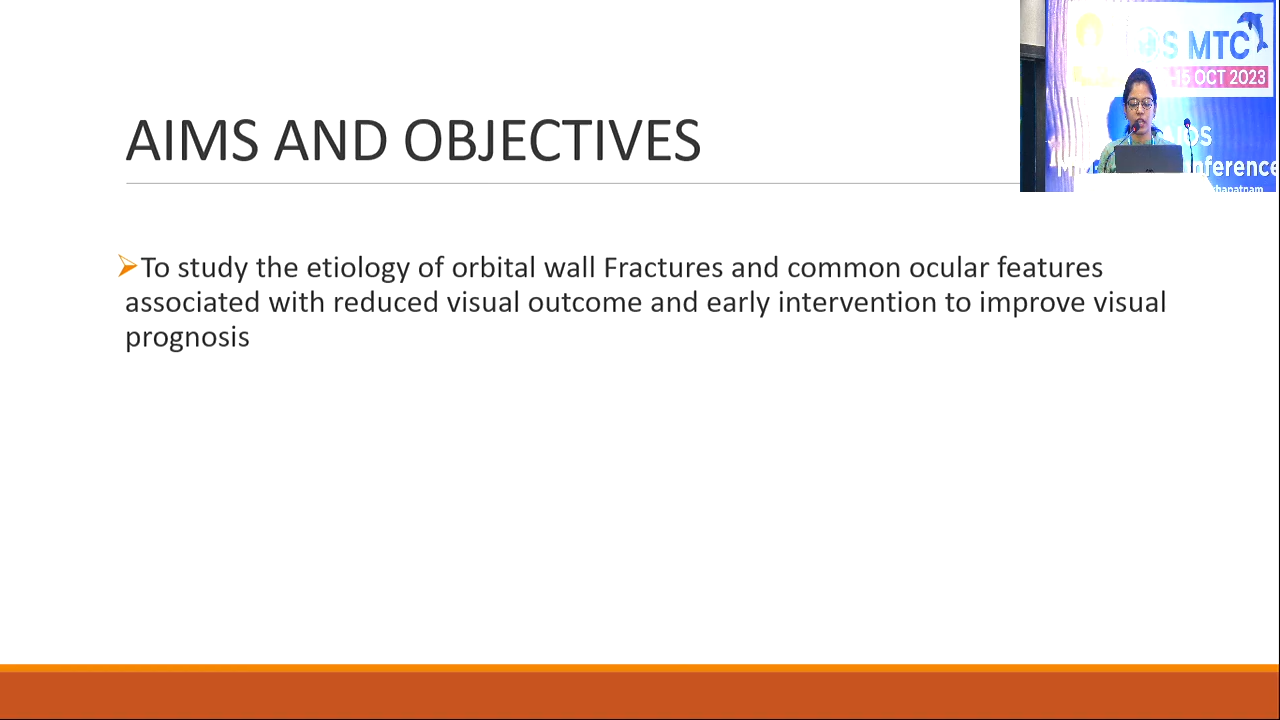 AIMS AND OBJECTIVES
S MTC
15 OCT 2023
➢To study the etiology of orbital wall Fractures and common ocular features
associated with reduced visual outcome and early intervention to improve visual
prognosis